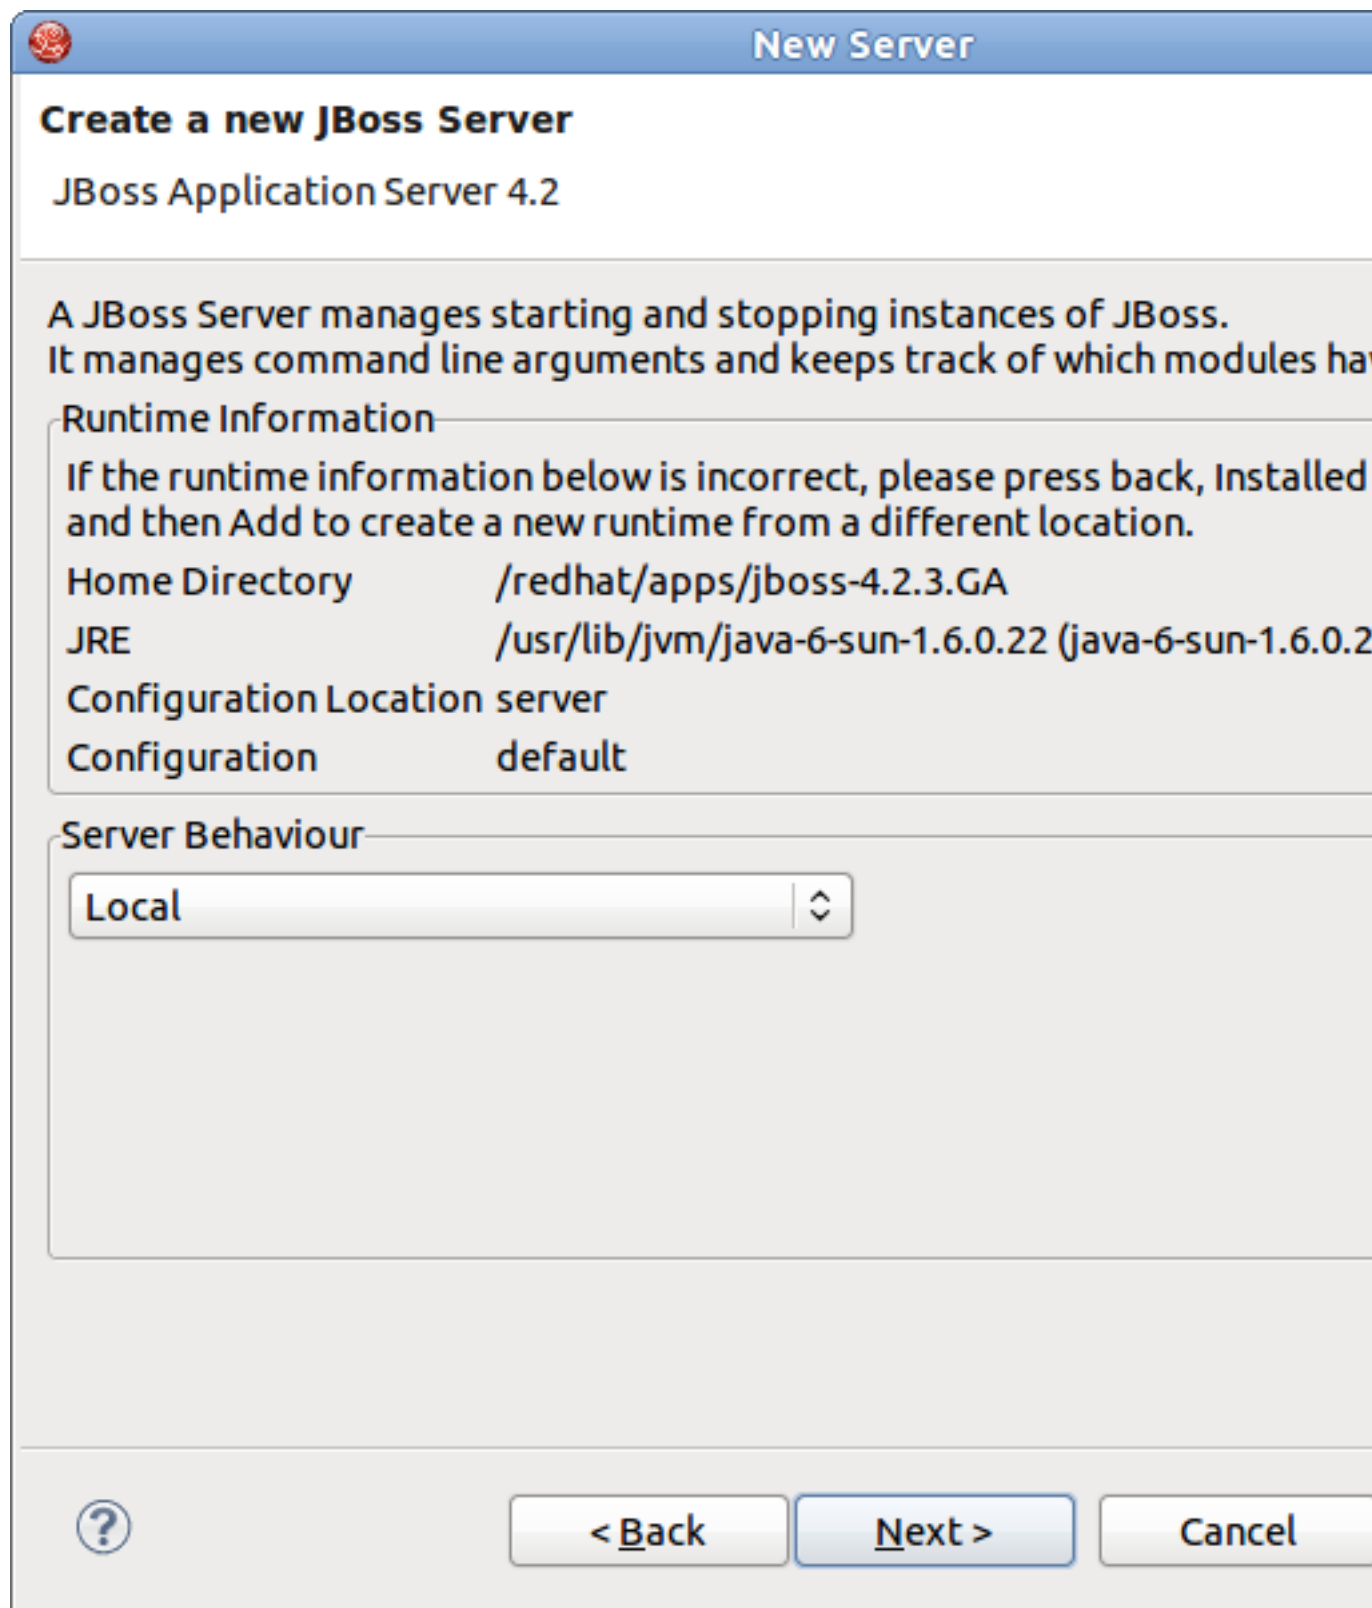 New Server
Create a new JBoss Server
JBoss Application Server 4.2
A JBoss Server manages starting and stopping instances of JBoss.
It manages command line arguments and keeps track of which modules
Runtime Information
If the runtime information below is incorrect, please press back, Installed
and then Add to create a new runtime from a different location.
Home Directory /redhat/apps/jboss-4.2.3.GA
JRE /usr/lib/jvm/java-6-sun-1.6.0.22 (java-6-sun-1.6.0.2
Configuration Location server
Configuration default
Server Behaviour
Local
?
< Back Next > Cancel